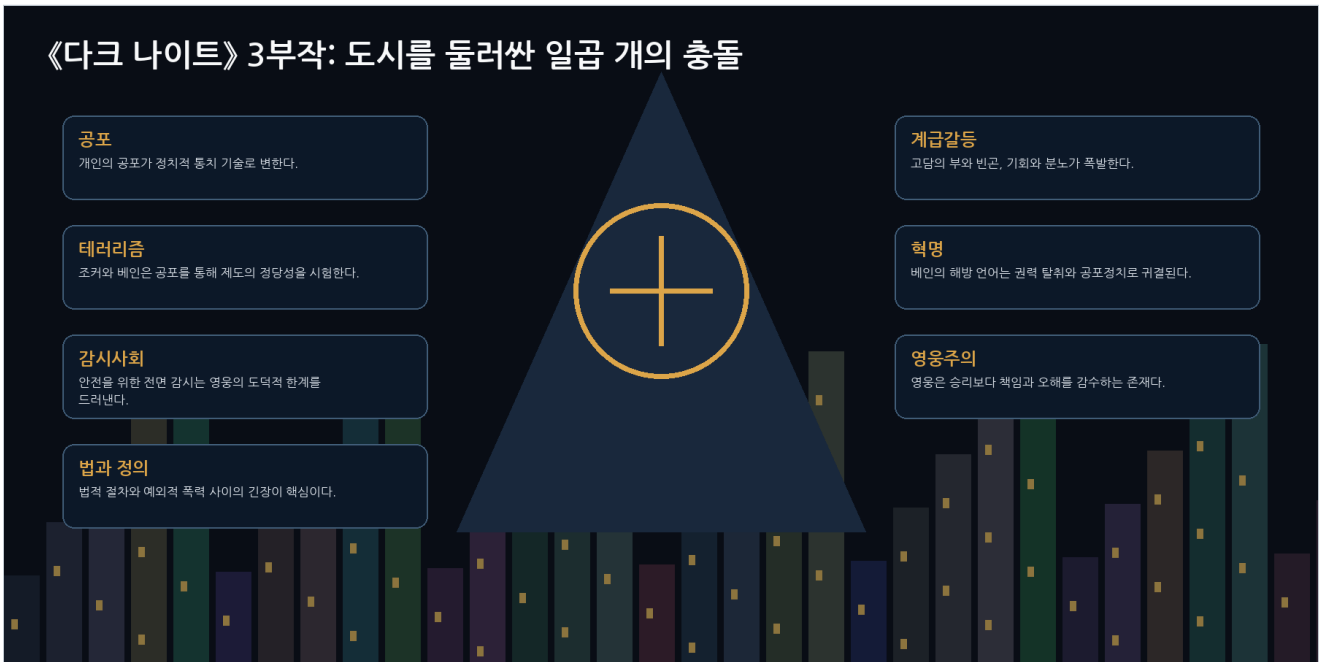 《다크 나이트》 3부작: 도시를 둘러싼 일곱 개의 충돌
공포
개인의 공포가 정치적 통치 기술로 변한다.
테러리즘
조커와 베인은 공포를 통해 제도의 정당성을 시험한다.
감시사회
안전을 위한 전면 감시는 영웅의 도덕적 한계를
드러낸다.
법과 정의
법적 절차와 예외적 폭력 사이의 긴장이 핵심이다.
계급갈등
고담의 부와 빈곤, 기회와 분노가 폭발한다.
혁명
베인의 해방 언어는 권력 탈취와 공포정치로 귀결된다.
영웅주의
영웅은 승리보다 책임과 오해를 감수하는 존재다.